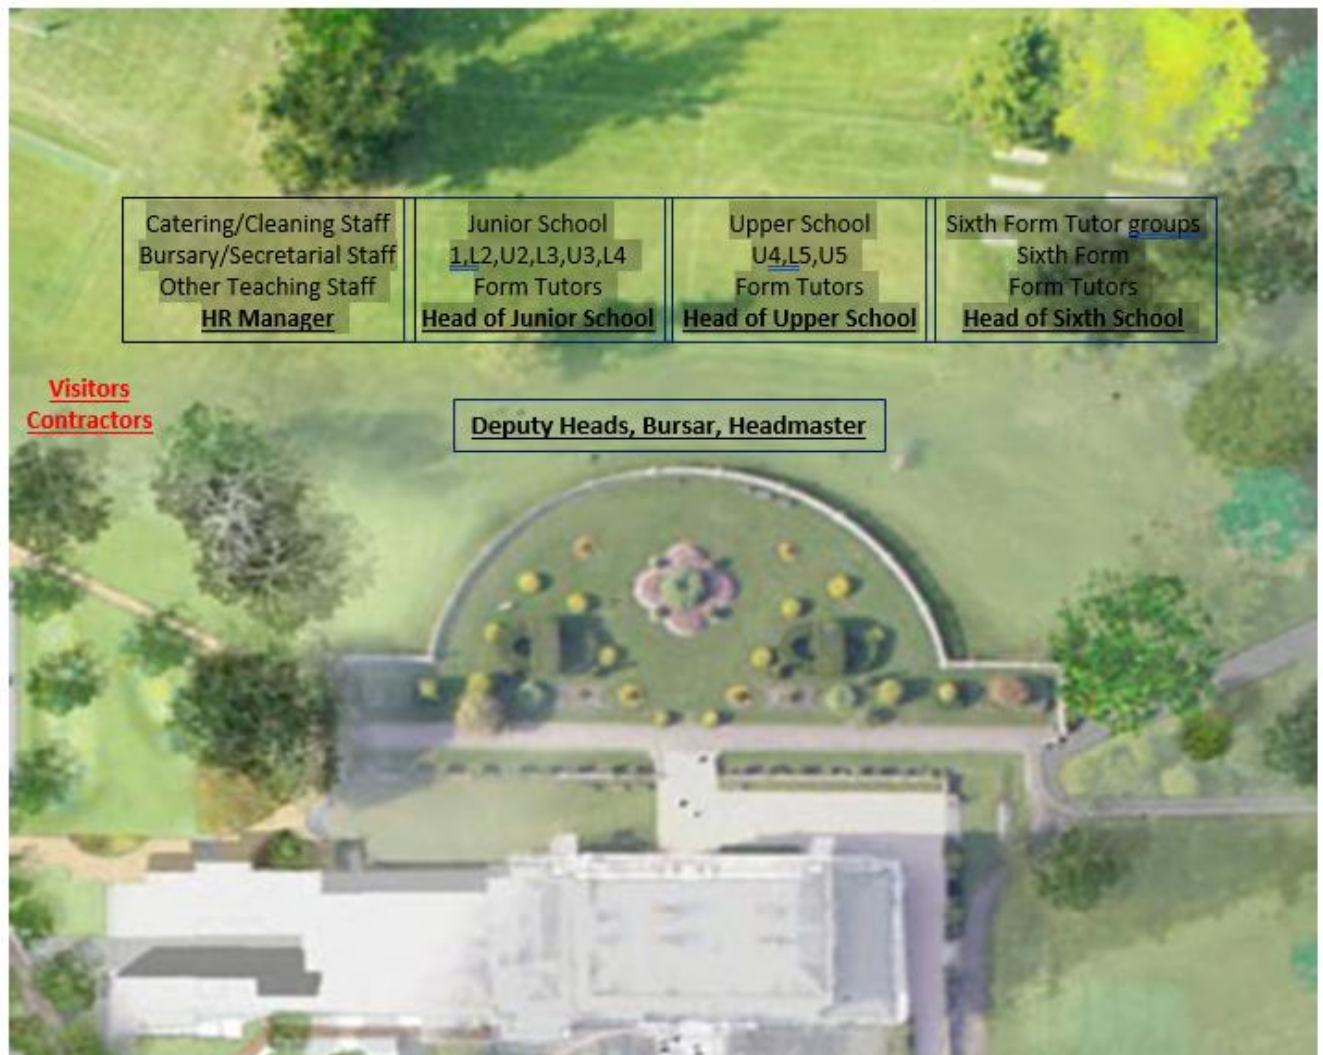 Catering/Cleaning Staff
Bursary/Secretarial Staff
Other Teaching Staff
HR Manager
Junior School
1,L2,U2,L3,U3,L4
Form Tutors
Head of Junior School
Upper School
U4,L5,U5
Form Tutors
Head of Upper School
Sixth Form Tutor groups
Sixth Form
Form Tutors
Head of Sixth School
Visitors
Contractors
Deputy Heads, Bursar, Headmaster